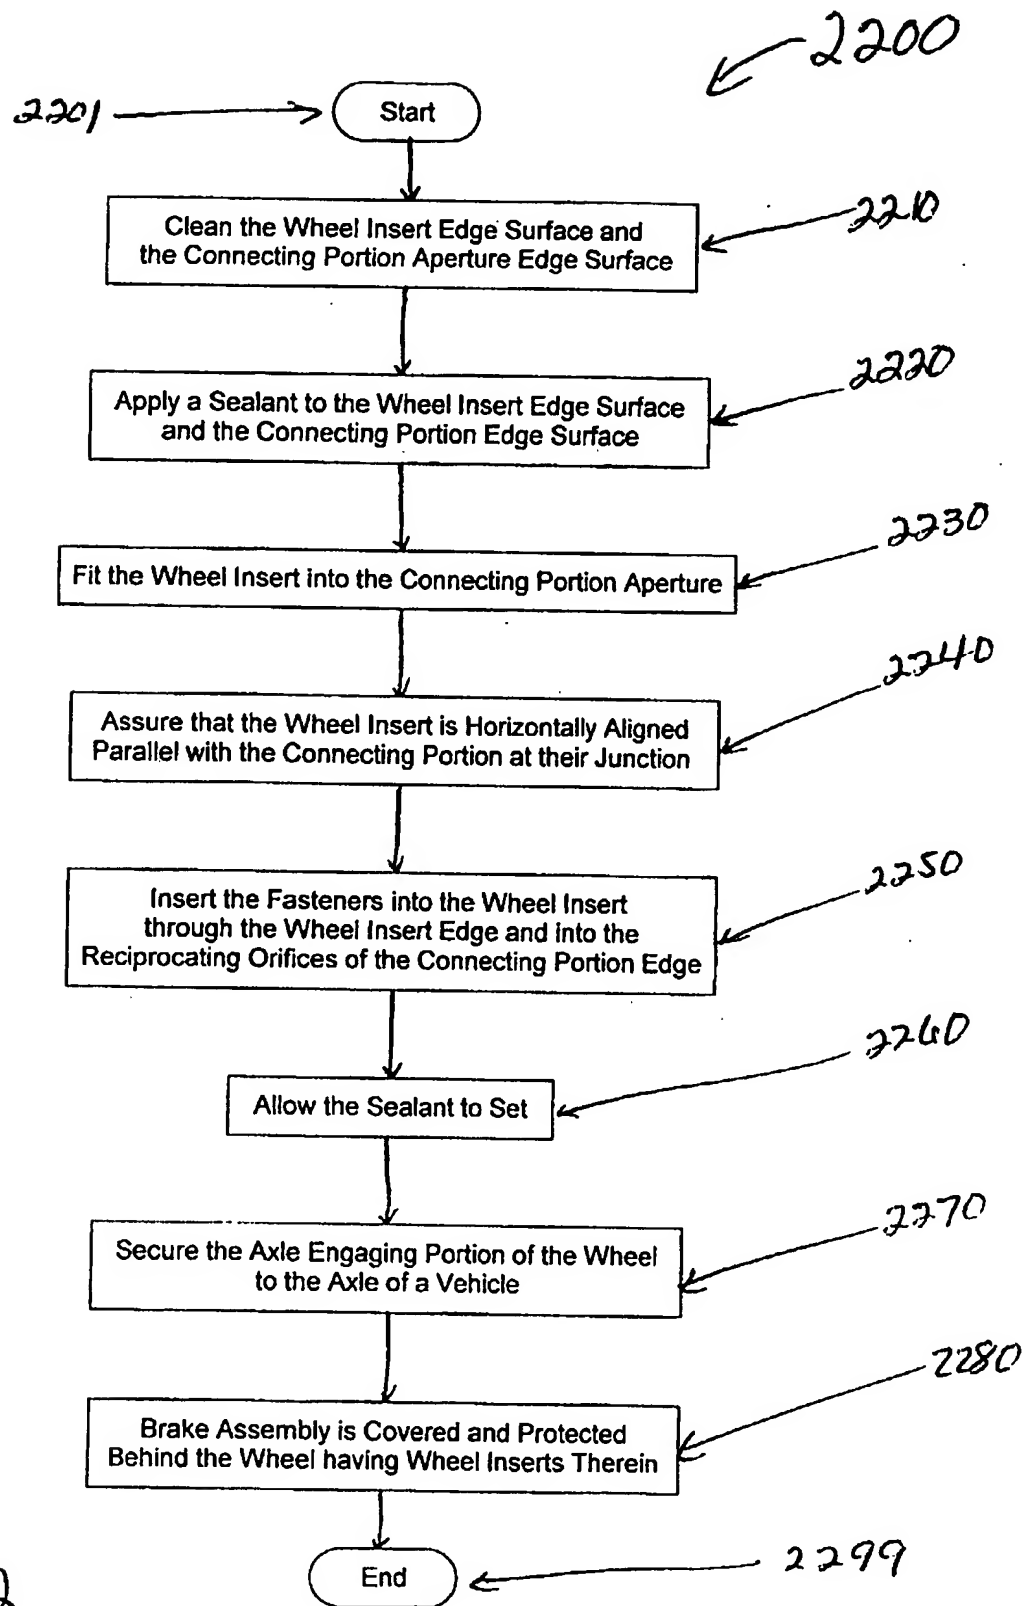 2200
2201
Start
Clean the Wheel Insert Edge Surface and
the Connecting Portion Aperture Edge Surface
2210
Apply a Sealant to the Wheel Insert Edge Surface
and the Connecting Portion Edge Surface
2220
Fit the Wheel Insert into the Connecting Portion Aperture
2230
Assure that the Wheel Insert is Horizontally Aligned
Parallel with the Connecting Portion at their Junction
2240
Insert the Fasteners into the Wheel Insert
through the Wheel Insert Edge and into the
Reciprocating Orifices of the Connecting Portion Edge
2250
Allow the Sealant to Set
2260
Secure the Axle Engaging Portion of the Wheel
to the Axle of a Vehicle
2270
Brake Assembly is Covered and Protected
Behind the Wheel having Wheel Inserts Therein
2280
End
2299